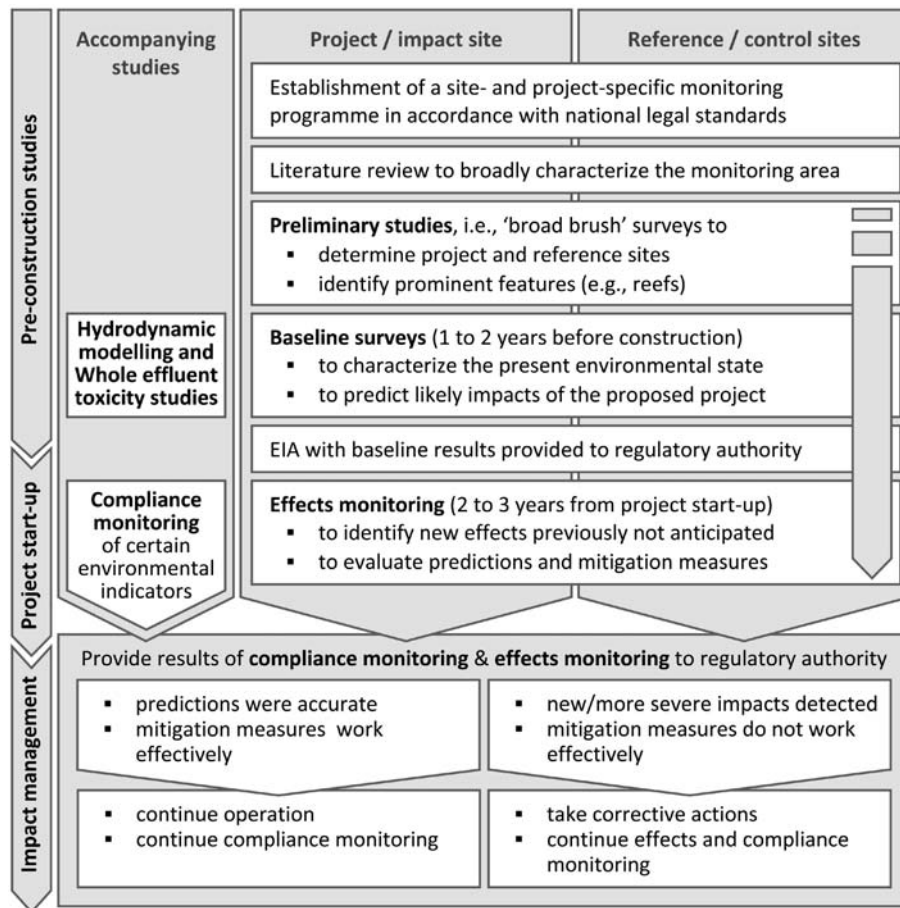 Accompanying
studies
Project / impact site
Reference / control sites
Pre-construction studies
Establishment of a site- and project-specific monitoring
programme in accordance with national legal standards
Literature review to broadly characterize the monitoring area
Preliminary studies, i.e., ‘broad brush’ surveys to
▪ determine project and reference sites
▪ identify prominent features (e.g., reefs)
Hydrodynamic
modelling and
Whole effluent
toxicity studies
Baseline surveys (1 to 2 years before construction)
▪ to characterize the present environmental state
▪ to predict likely impacts of the proposed project
EIA with baseline results provided to regulatory authority
Project start-up
Compliance
monitoring
of certain
environmental
indicators
Effects monitoring (2 to 3 years from project start-up)
▪ to identify new effects previously not anticipated
▪ to evaluate predictions and mitigation measures
Impact management
Provide results of compliance monitoring & effects monitoring to regulatory authority
▪ predictions were accurate
▪ mitigation measures work
effectively
▪ new/more severe impacts detected
▪ mitigation measures do not work
effectively
▪ continue operation
▪ continue compliance monitoring
▪ take corrective actions
▪ continue effects and compliance
monitoring